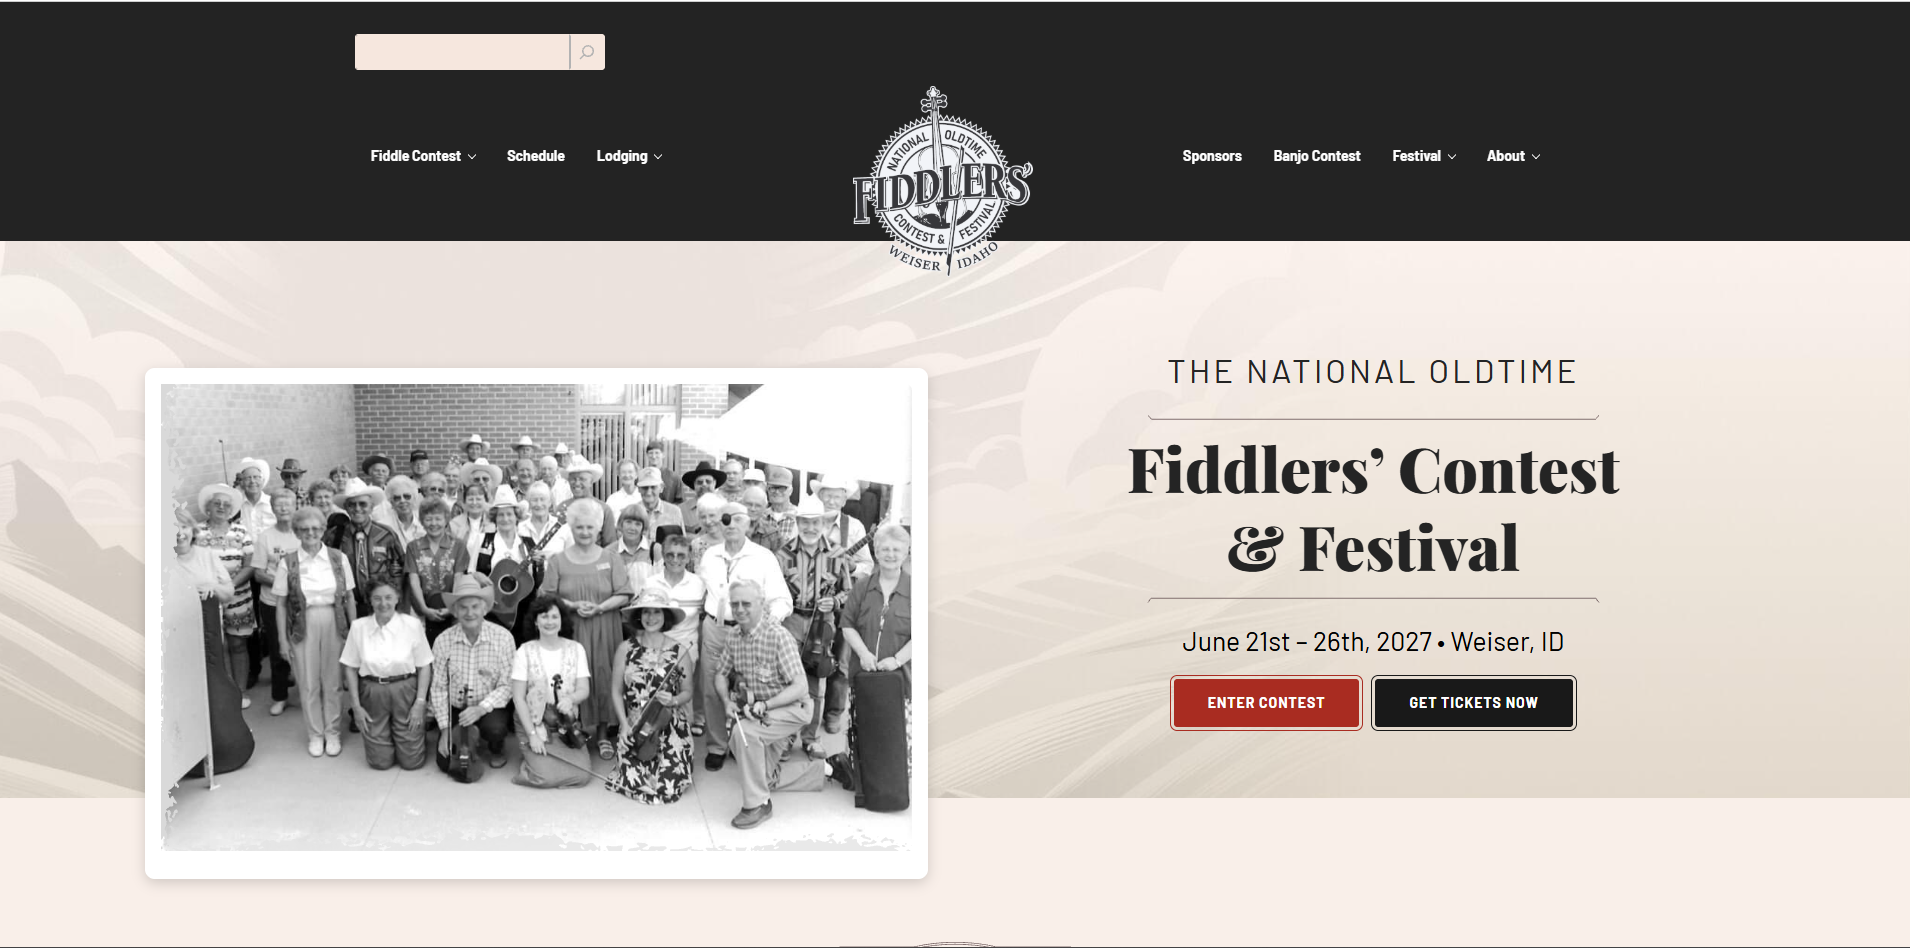 Fiddle Contest
Schedule
Lodging
NATIONAL OLDTIME
FIDDLERS'
CONTEST & FESTIVAL
WEISER IDAHO
Sponsors
Banjo Contest
Festival
About
THE NATIONAL OLDTIME
Fiddlers’ Contest
& Festival
June 21st – 26th, 2027 • Weiser, ID
ENTER CONTEST
GET TICKETS NOW